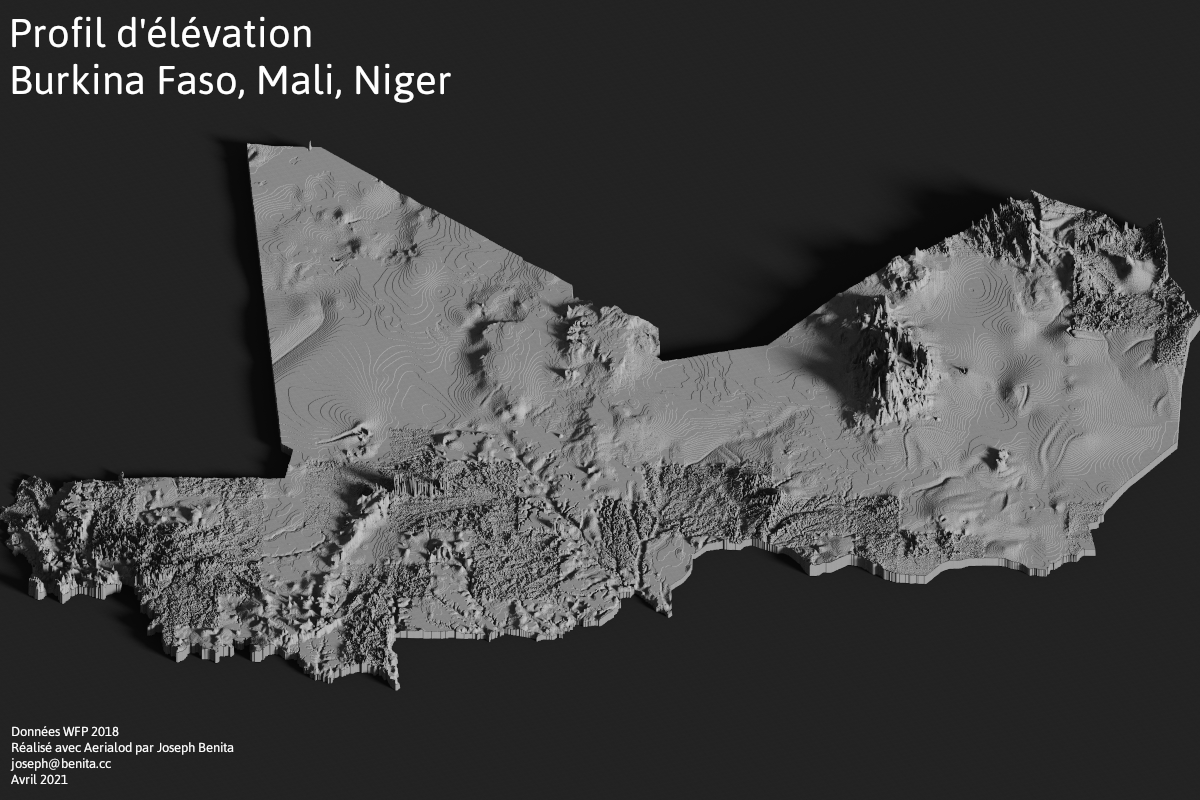 Profil d'élévation
Burkina Faso, Mali, Niger
Données WFP 2018
Réalisé avec Aerialod par Joseph Benita
joseph@benita.cc
Avril 2021